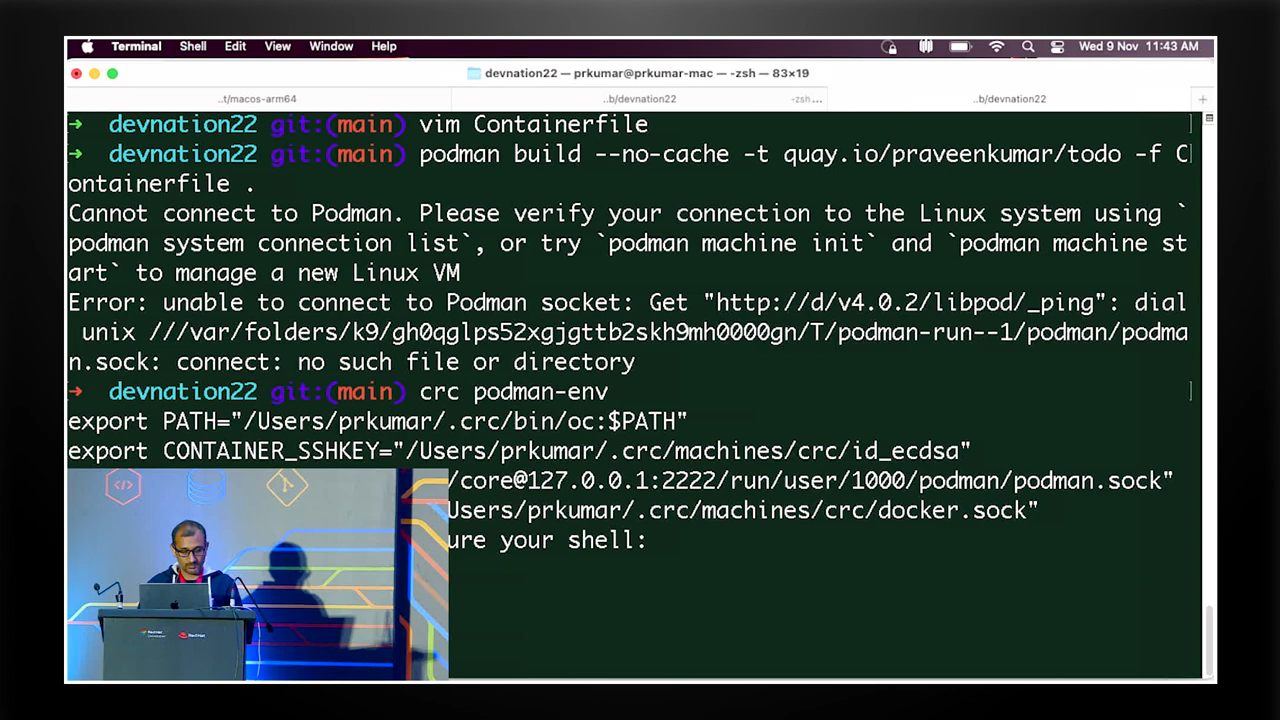 Terminal Shell Edit View Window Help Wed 9 Nov 11:43 AM
devnation22 — prkumar@prkumar-mac — -zsh — 83×19
..t/macos-arm64 ..b/devnation22 -zsh... ..b/devnation22 +
→ devnation22 git:(main) vim Containerfile
→ devnation22 git:(main) podman build --no-cache -t quay.io/praveenkumar/todo -f C
ontainerfile .
Cannot connect to Podman. Please verify your connection to the Linux system using `
podman system connection list`, or try `podman machine init` and `podman machine st
art` to manage a new Linux VM
Error: unable to connect to Podman socket: Get "http://d/v4.0.2/libpod/_ping": dial
 unix ///var/folders/k9/gh0qglps52xgjgttb2skh9mh0000gn/T/podman-run--1/podman/podma
n.sock: connect: no such file or directory
→ devnation22 git:(main) crc podman-env
export PATH="/Users/prkumar/.crc/bin/oc:$PATH"
export CONTAINER_SSHKEY="/Users/prkumar/.crc/machines/crc/id_ecdsa"
/core@127.0.0.1:2222/run/user/1000/podman/podman.sock"
Users/prkumar/.crc/machines/crc/docker.sock"
ure your shell: